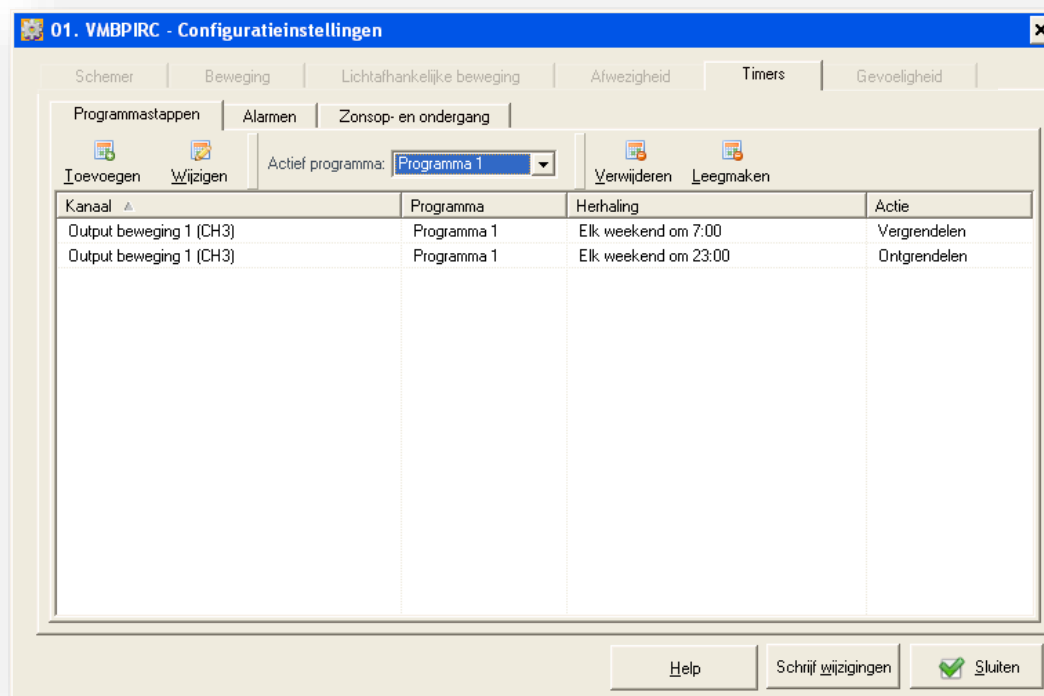 01. VMBPIRC - Configuratieinstellingen
Schemer Beweging Lichtafhankelijke beweging Afwezigheid Timers Gevoeligheid
Programmastappen Alarmen Zonsop- en ondergang
Toevoegen Wijzigen Actief programma: Programma 1 Verwijderen Leegmaken
Kanaal Programma Herhaling Actie
Output beweging 1 (CH3) Programma 1 Elk weekend om 7:00 Vergrendelen
Output beweging 1 (CH3) Programma 1 Elk weekend om 23:00 Ontgrendelen
Help Schrijf wijzigingen Sluiten